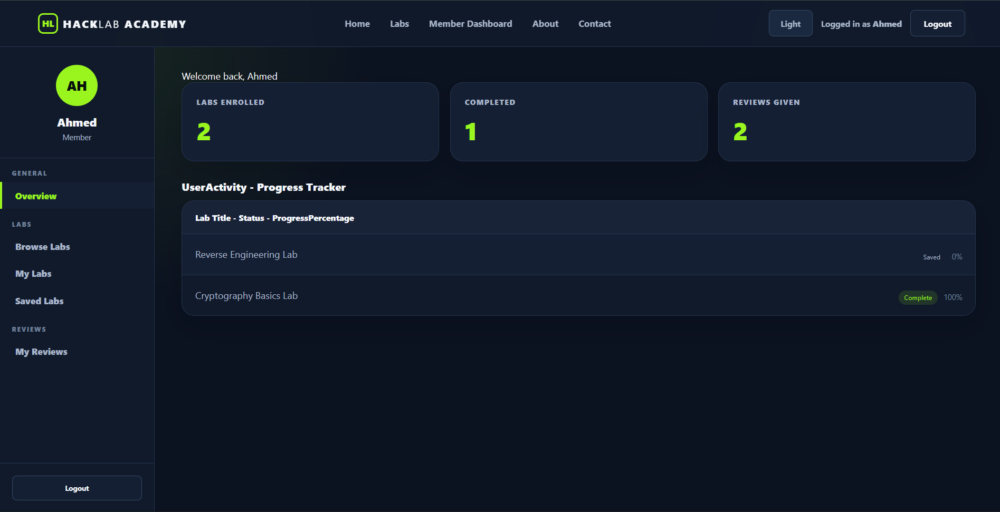 HL HACKLAB ACADEMY
Home Labs Member Dashboard About Contact
Light Logged in as Ahmed Logout
AH
Ahmed
Member
GENERAL
Overview
LABS
Browse Labs
My Labs
Saved Labs
REVIEWS
My Reviews
Logout
Welcome back, Ahmed
LABS ENROLLED
2
COMPLETED
1
REVIEWS GIVEN
2
UserActivity - Progress Tracker
Lab Title - Status - ProgressPercentage
Reverse Engineering Lab Saved 0%
Cryptography Basics Lab Complete 100%